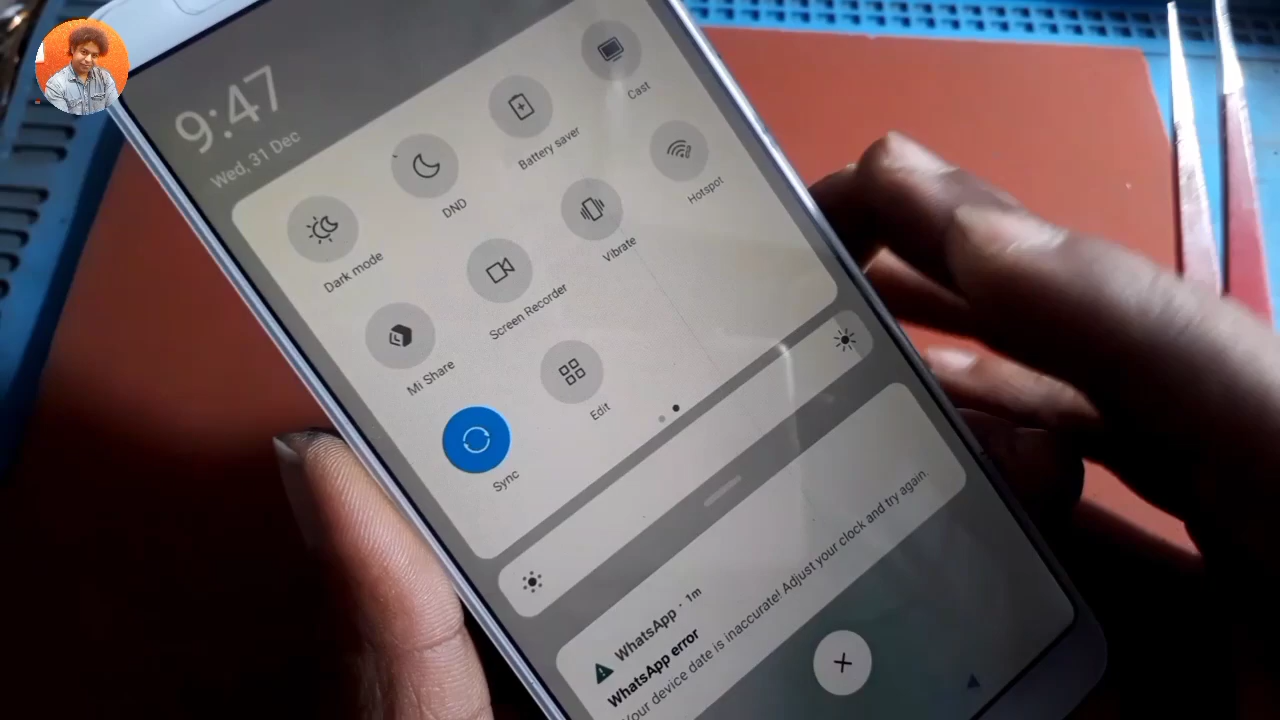 9:47
Wed, 31 Dec
Dark mode
DND
Battery saver
Cast
Mi Share
Screen Recorder
Vibrate
Hotspot
Sync
Edit
WhatsApp · 1m
WhatsApp error
Your device date is inaccurate! Adjust your clock and try again.